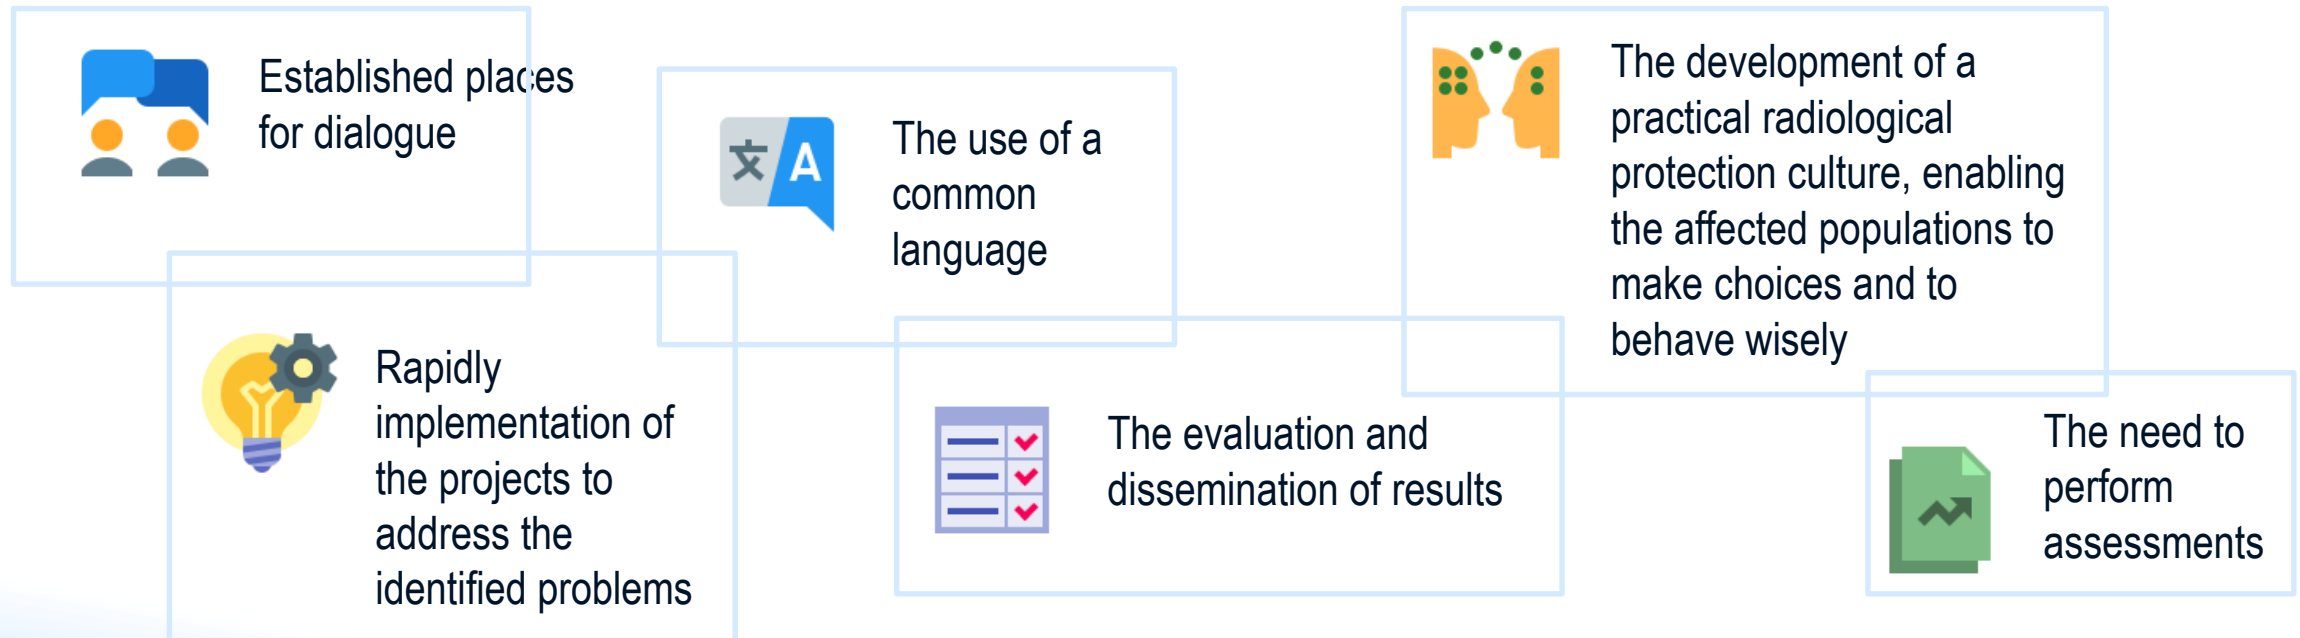 Established places
for dialogue
Rapidly
implementation of
the projects to
address the
identified problems
文 A
The use of a
common
language
The evaluation and
dissemination of results
The development of a
practical radiological
protection culture, enabling
the affected populations to
make choices and to
behave wisely
The need to
perform
assessments